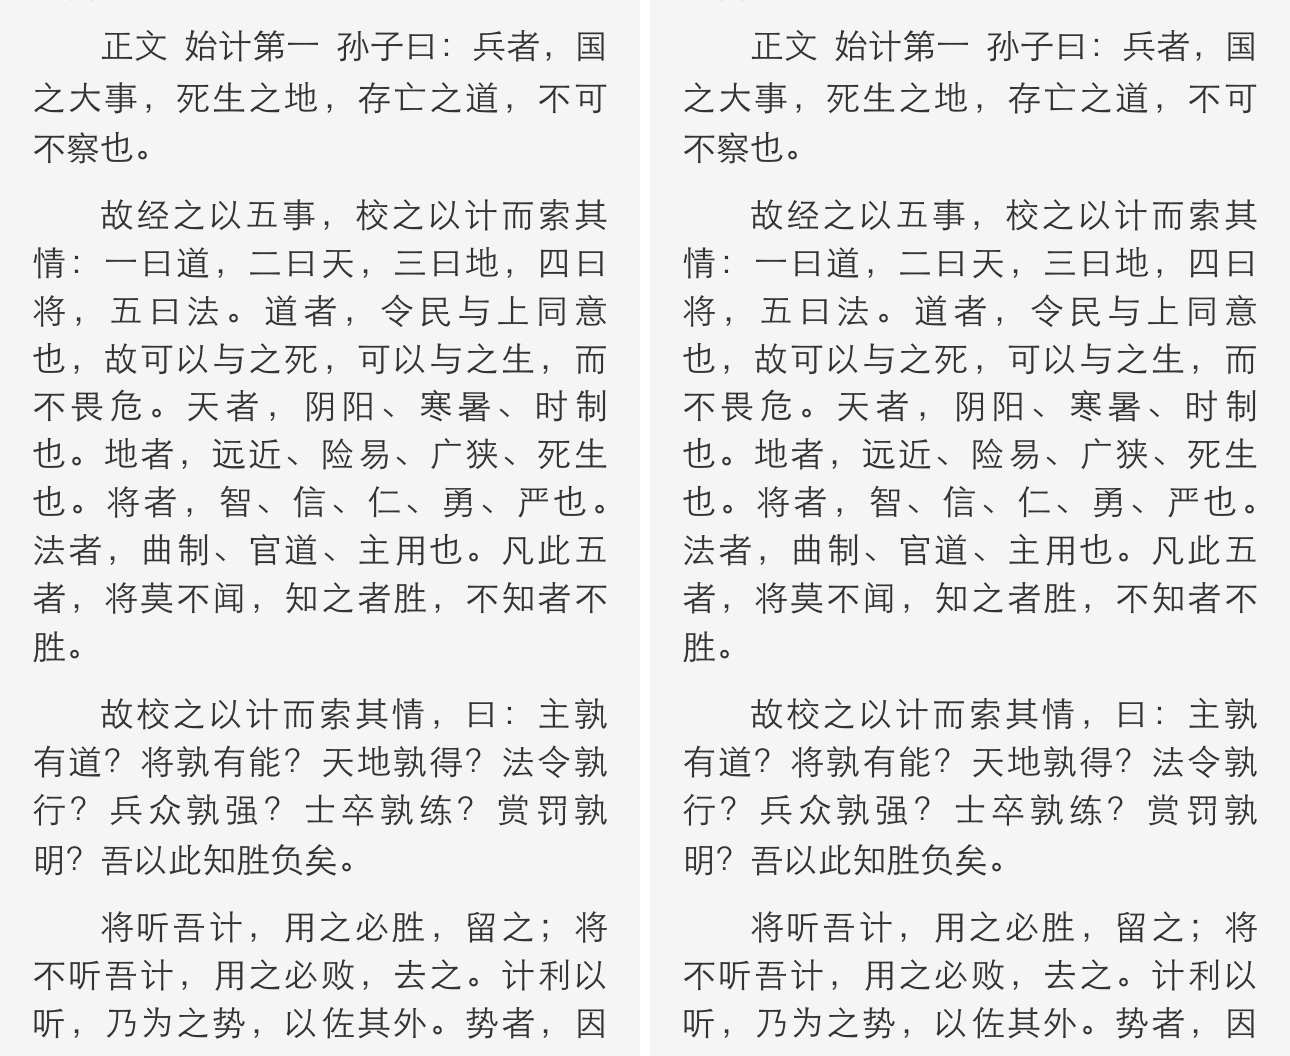 正文 始计第一 孙子曰：兵者，国
之大事，死生之地，存亡之道，不可
不察也。
故经之以五事，校之以计而索其
情：一曰道，二曰天，三曰地，四曰
将，五曰法。道者，令民与上同意
也，故可以与之死，可以与之生，而
不畏危。天者，阴阳、寒暑、时制
也。地者，远近、险易、广狭、死生
也。将者，智、信、仁、勇、严也。
法者，曲制、官道、主用也。凡此五
者，将莫不闻，知之者胜，不知者不
胜。
故校之以计而索其情，曰：主孰
有道？将孰有能？天地孰得？法令孰
行？兵众孰强？士卒孰练？赏罚孰
明？吾以此知胜负矣。
将听吾计，用之必胜，留之；将
不听吾计，用之必败，去之。计利以
听，乃为之势，以佐其外。势者，因
正文 始计第一 孙子曰：兵者，国
之大事，死生之地，存亡之道，不可
不察也。
故经之以五事，校之以计而索其
情：一曰道，二曰天，三曰地，四曰
将，五曰法。道者，令民与上同意
也，故可以与之死，可以与之生，而
不畏危。天者，阴阳、寒暑、时制
也。地者，远近、险易、广狭、死生
也。将者，智、信、仁、勇、严也。
法者，曲制、官道、主用也。凡此五
者，将莫不闻，知之者胜，不知者不
胜。
故校之以计而索其情，曰：主孰
有道？将孰有能？天地孰得？法令孰
行？兵众孰强？士卒孰练？赏罚孰
明？吾以此知胜负矣。
将听吾计，用之必胜，留之；将
不听吾计，用之必败，去之。计利以
听，乃为之势，以佐其外。势者，因